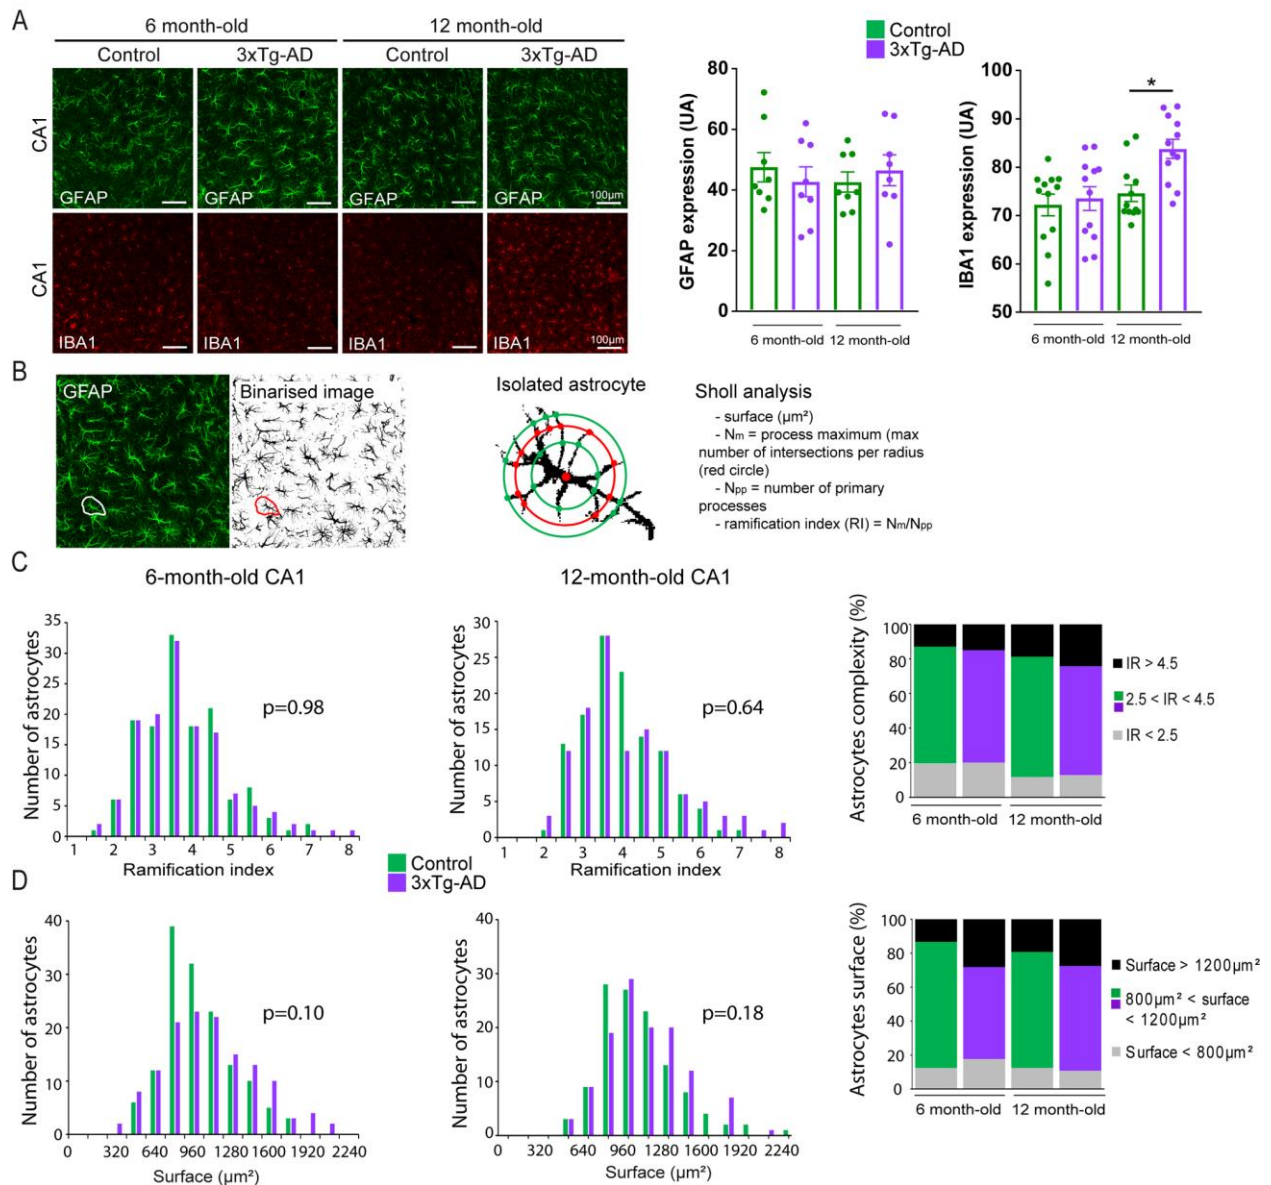 A
6 month-old
12 month-old
Control
3xTg-AD
Control
3xTg-AD
CA1
GFAP
GFAP
GFAP
GFAP
100µm
CA1
IBA1
IBA1
IBA1
IBA1
100µm
Control
3xTg-AD
GFAP expression (UA)
80
60
40
20
0
6 month-old
12 month-old
IBA1 expression (UA)
100
90
80
70
60
50
*
6 month-old
12 month-old
B
GFAP
Binarised image
Isolated astrocyte
Sholl analysis
- surface (µm²)
- Nm = process maximum (max
number of intersections per radius
(red circle)
- Npp = number of primary
processes
- ramification index (RI) = Nm/Npp
C
6-month-old CA1
Number of astrocytes
35
30
25
20
15
10
5
0
p=0.98
1 2 3 4 5 6 7 8
Ramification index
12-month-old CA1
Number of astrocytes
30
25
20
15
10
5
0
p=0.64
1 2 3 4 5 6 7 8
Ramification index
Astrocytes complexity (%)
100
80
60
40
20
0
6 month-old
12 month-old
IR > 4.5
2.5 < IR < 4.5
IR < 2.5
Control
3xTg-AD
D
Number of astrocytes
40
30
20
10
0
p=0.10
0 320 640 960 1280 1600 1920 2240
Surface (µm²)
Number of astrocytes
40
30
20
10
0
p=0.18
0 320 640 960 1280 1600 1920 2240
Surface (µm²)
Astrocytes surface (%)
100
80
60
40
20
0
6 month-old
12 month-old
Surface > 1200µm²
800µm² < surface
< 1200µm²
Surface < 800µm²